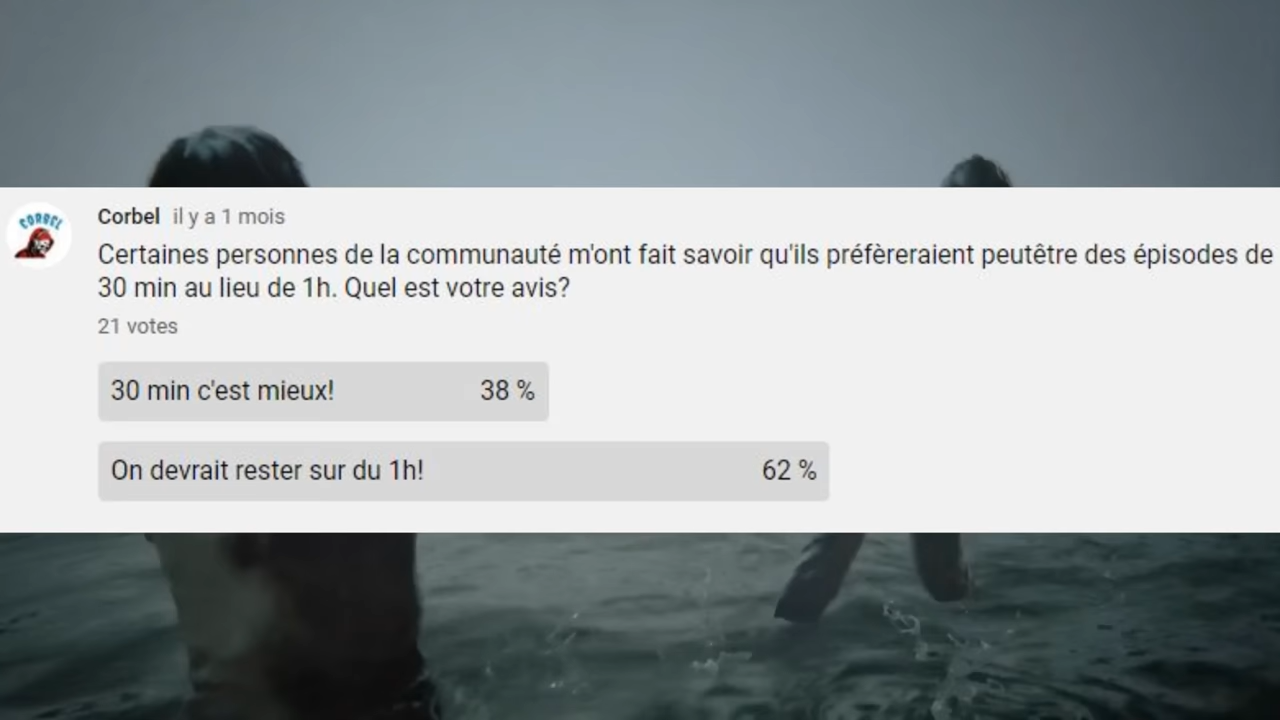 CORBEL
Corbel il y a 1 mois
Certaines personnes de la communauté m'ont fait savoir qu'ils préfèreraient peutêtre des épisodes de
30 min au lieu de 1h. Quel est votre avis?
21 votes
30 min c'est mieux! 38 %
On devrait rester sur du 1h! 62 %